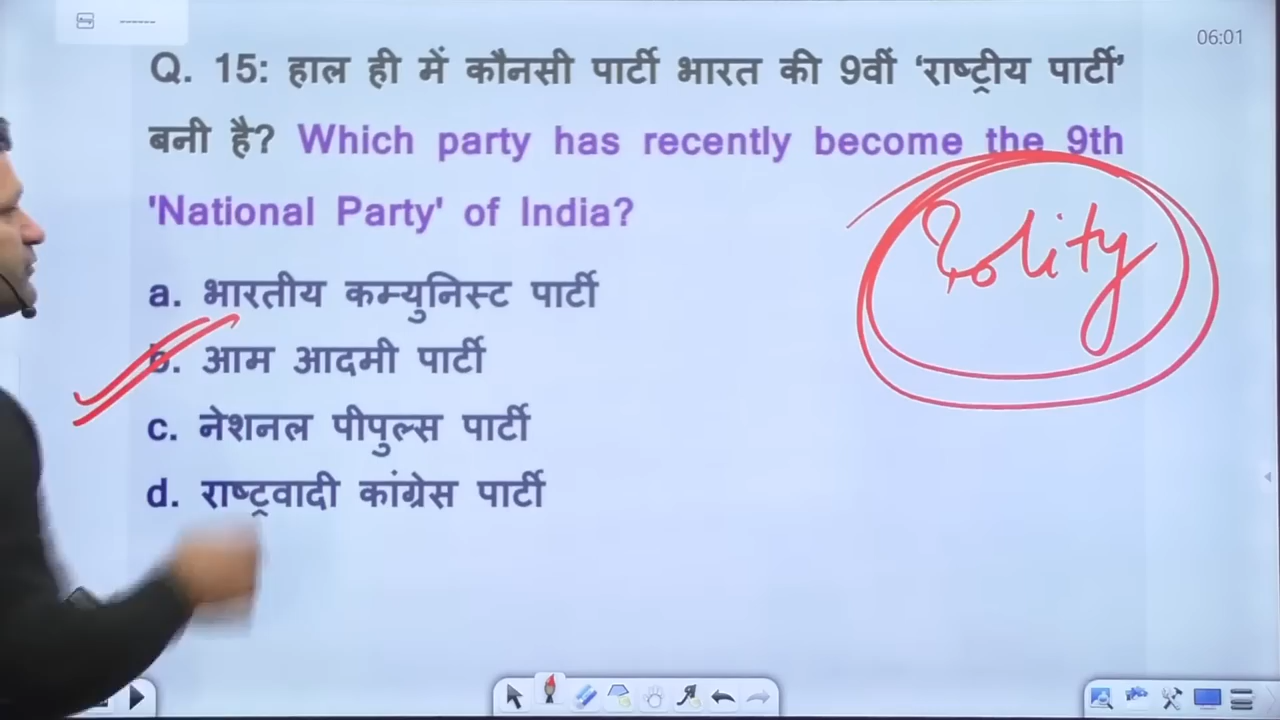 06:01
Q. 15: हाल ही में कौनसी पार्टी भारत की 9वीं ‘राष्ट्रीय पार्टी’
बनी है? Which party has recently become the 9th
'National Party' of India?
Polity
a. भारतीय कम्युनिस्ट पार्टी
b. आम आदमी पार्टी
c. नेशनल पीपुल्स पार्टी
d. राष्ट्रवादी कांग्रेस पार्टी